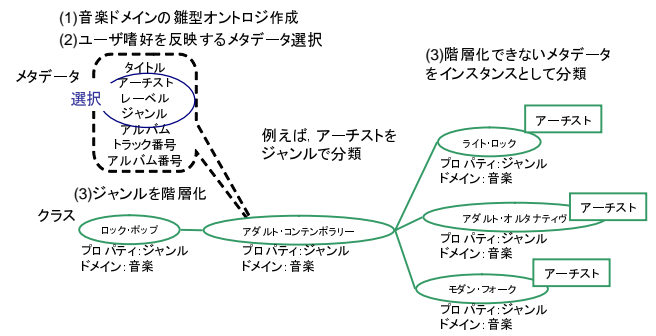 (1)音楽ドメインの雛型オントロジ作成
(2)ユーザ嗜好を反映するメタデータ選択
メタデータ
選択
タイトル
アーチスト
レーベル
ジャンル
アルバム
トラック番号
アルバム番号
(3)階層化できないメタデータ
をインスタンスとして分類
例えば，アーチストを
ジャンルで分類
(3)ジャンルを階層化
クラス
ロック・ポップ
プロパティ：ジャンル
ドメイン：音楽
アダルト・コンテンポラリー
プロパティ：ジャンル
ドメイン：音楽
アーチスト
ライト・ロック
プロパティ：ジャンル
ドメイン：音楽
アーチスト
アダルト・オルタナティヴ
プロパティ：ジャンル
ドメイン：音楽
アーチスト
モダン・フォーク
プロパティ：ジャンル
ドメイン：音楽